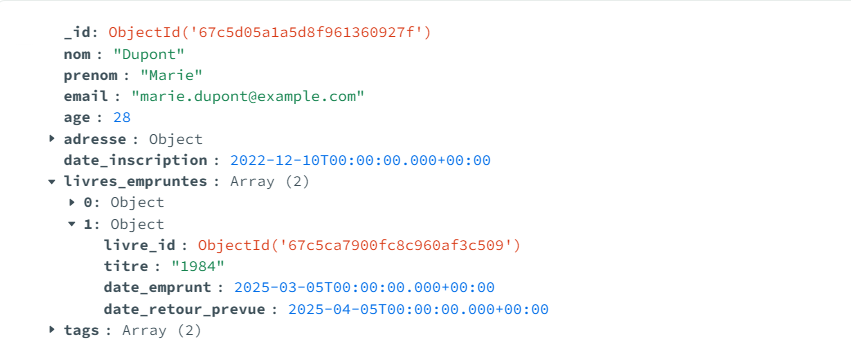 _id: ObjectId('67c5d05a1a5d8f961360927f')
nom : "Dupont"
prenom : "Marie"
email : "marie.dupont@example.com"
age : 28
adresse : Object
date_inscription : 2022-12-10T00:00:00.000+00:00
livres_empruntes : Array (2)
0: Object
1: Object
livre_id : ObjectId('67c5ca7900fc8c960af3c509')
titre : "1984"
date_emprunt : 2025-03-05T00:00:00.000+00:00
date_retour_prevue : 2025-04-05T00:00:00.000+00:00
tags : Array (2)